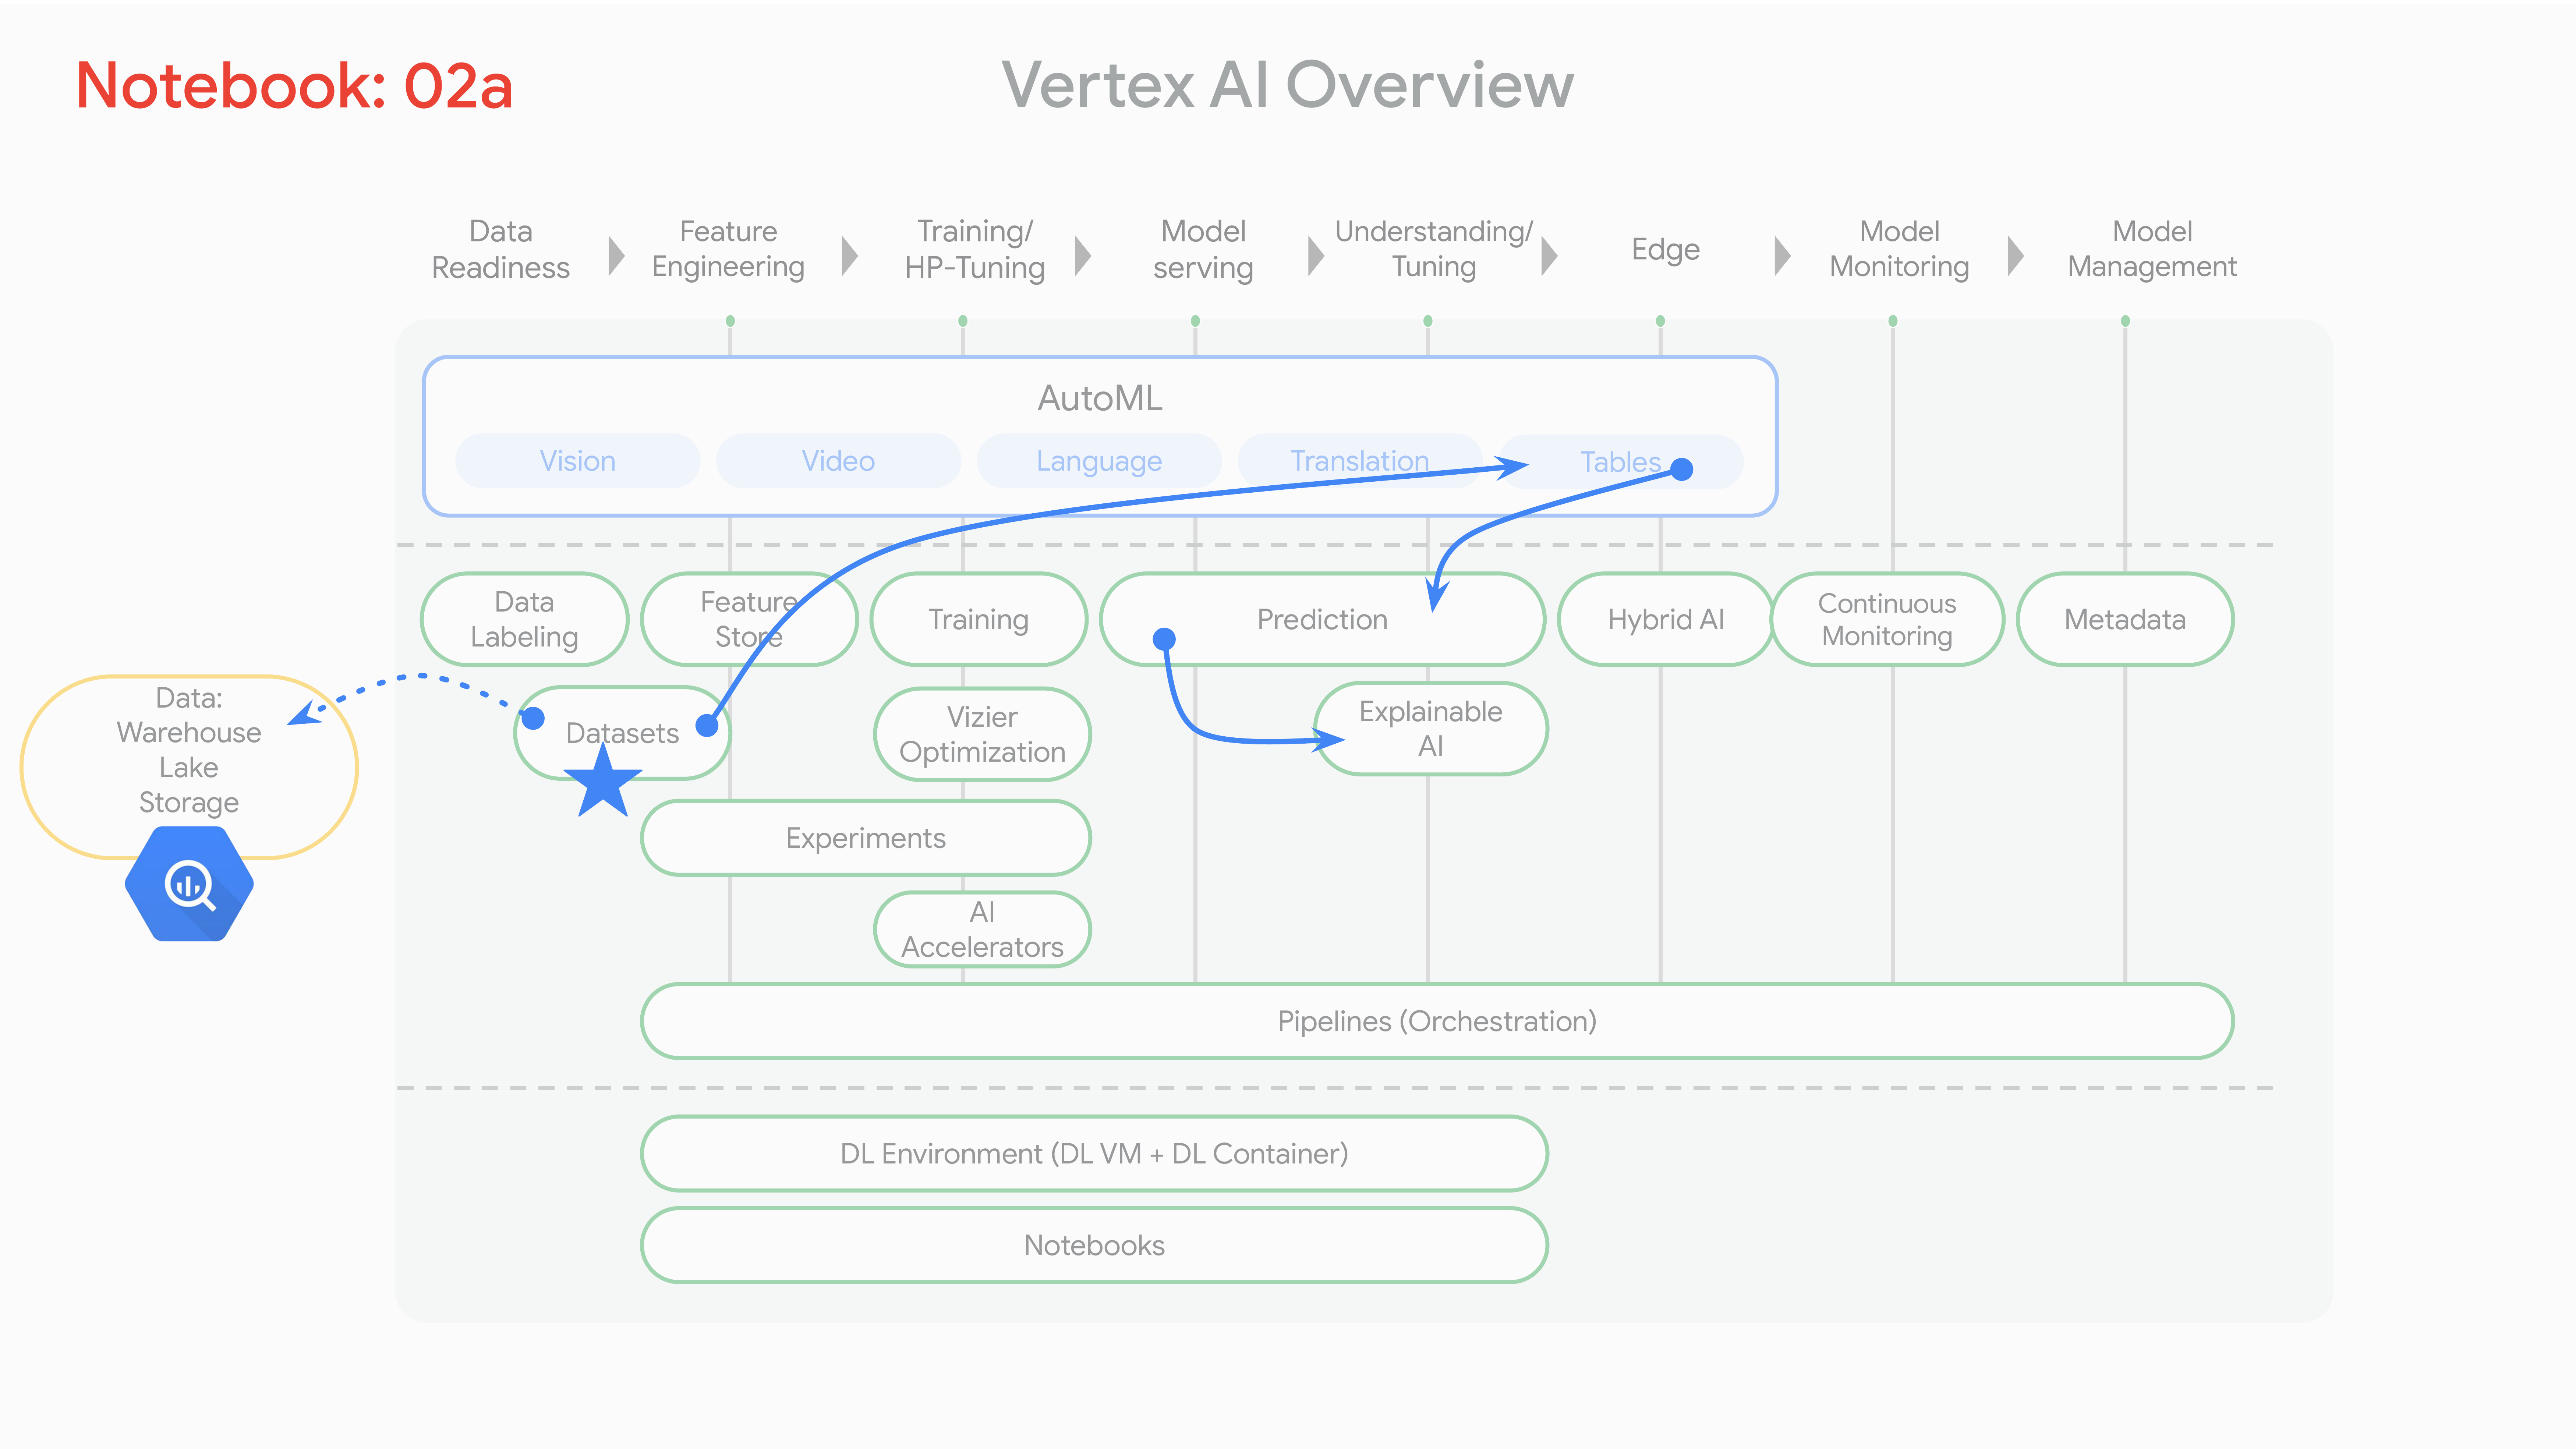 Notebook: 02a
Vertex AI Overview
Data
Readiness
Feature
Engineering
Training/
HP-Tuning
Model
serving
Understanding/
Tuning
Edge
Model
Monitoring
Model
Management
AutoML
Vision
Video
Language
Translation
Tables
Data
Labeling
Feature
Store
Training
Prediction
Hybrid AI
Continuous
Monitoring
Metadata
Data:
Warehouse
Lake
Storage
Datasets
Vizier
Optimization
Explainable
AI
Experiments
AI
Accelerators
Pipelines (Orchestration)
DL Environment (DL VM + DL Container)
Notebooks